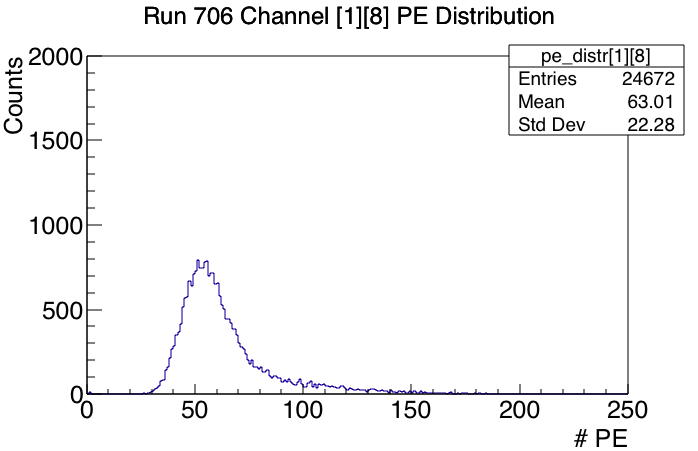 Run 706 Channel [1][8] PE Distribution
pe_distr[1][8]
Entries 24672
Mean 63.01
Std Dev 22.28
Counts
2000
1500
1000
500
0
0 50 100 150 200 250
# PE